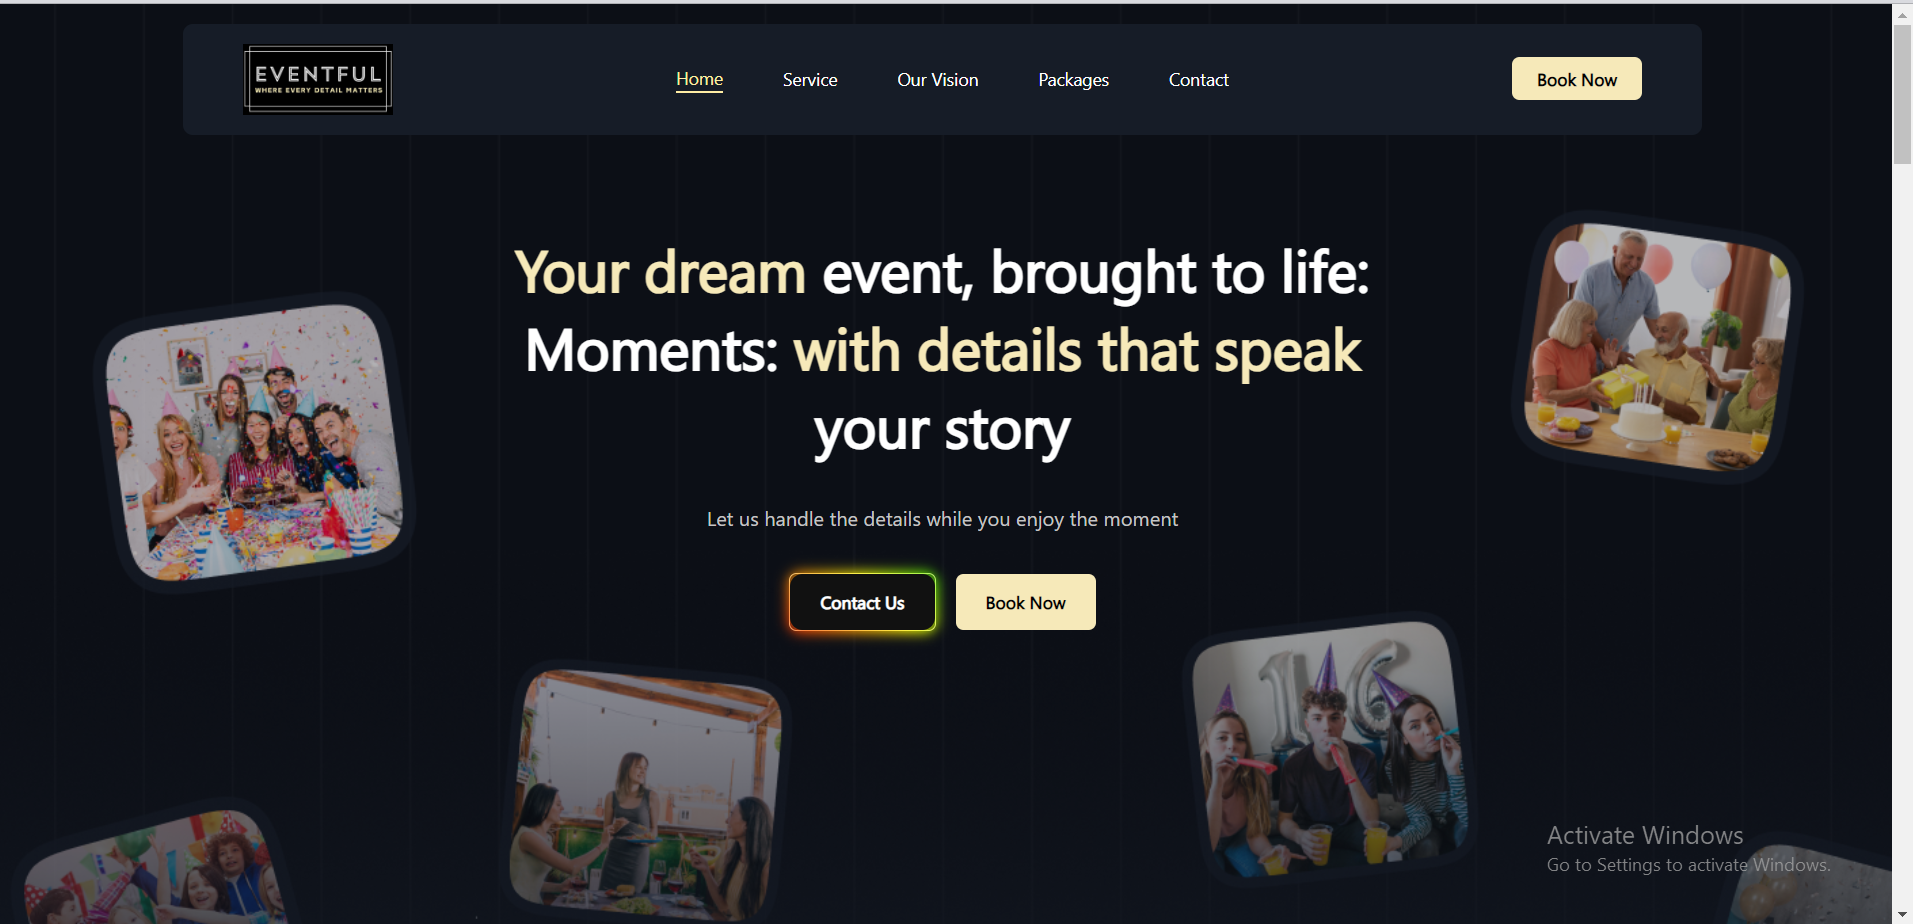 EVENTFUL
WHERE EVERY DETAIL MATTERS
Home
Service
Our Vision
Packages
Contact
Book Now
Your dream event, brought to life:
Moments: with details that speak
your story
Let us handle the details while you enjoy the moment
Contact Us
Book Now
16
Activate Windows
Go to Settings to activate Windows.